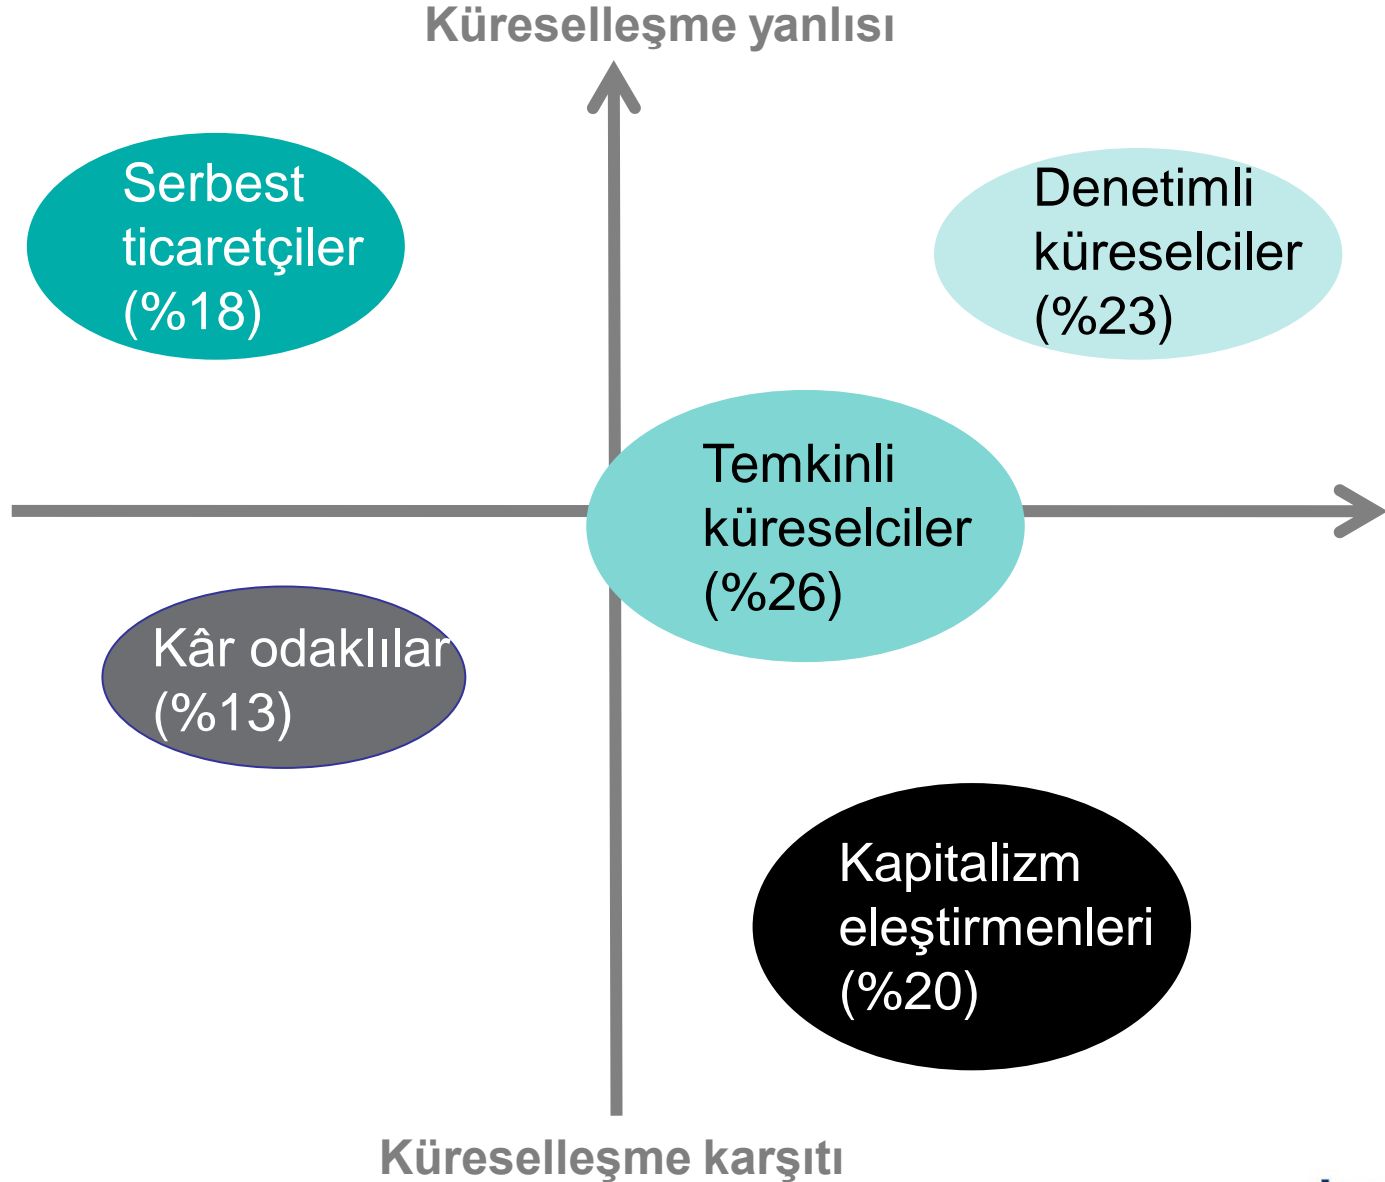 Küreselleşme yanlısı
Serbest
ticaretçiler
(%18)
Denetimli
küreselciler
(%23)
Temkinli
küreselciler
(%26)
Kâr odaklılar
(%13)
Kapitalizm
eleştirmenleri
(%20)
Küreselleşme karşıtı